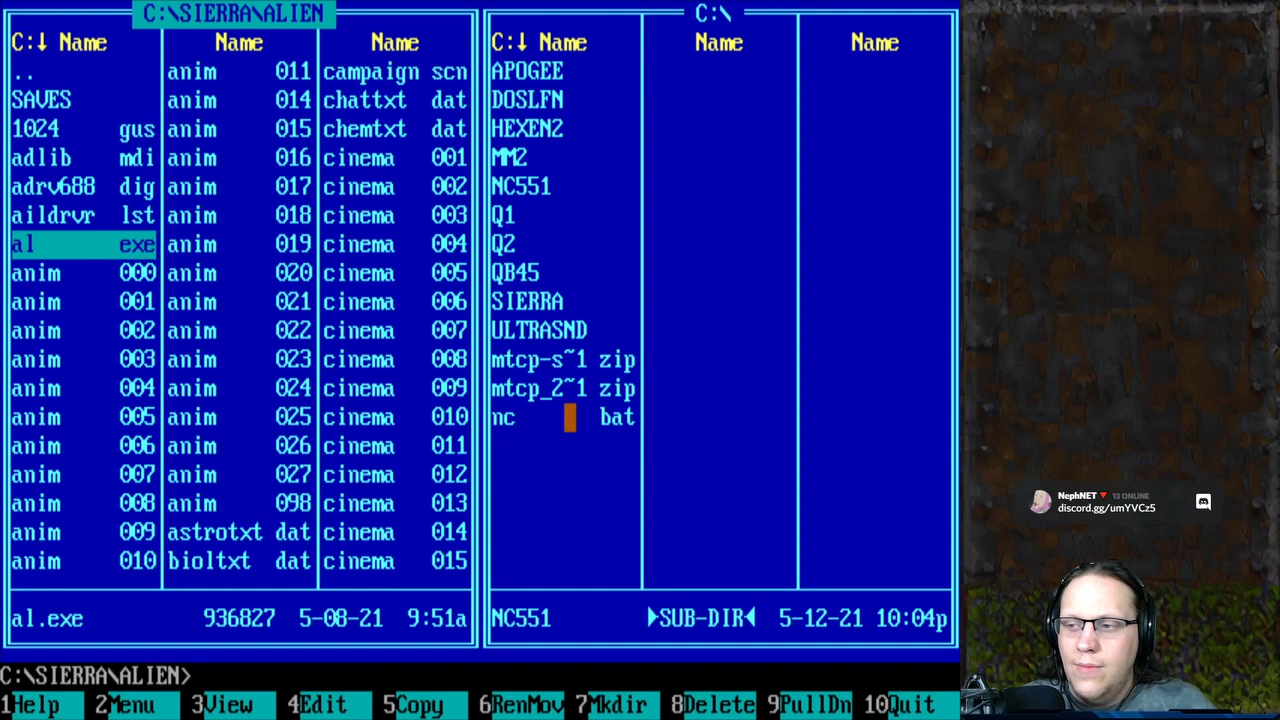 C:\SIERRA\ALIEN
C:↓ Name Name Name
.. anim 011 campaign scn
SAVES anim 014 chattxt dat
1024 gus anim 015 chemtxt dat
adlib mdi anim 016 cinema 001
adrv688 dig anim 017 cinema 002
aildrvr lst anim 018 cinema 003
al exe anim 019 cinema 004
anim 000 anim 020 cinema 005
anim 001 anim 021 cinema 006
anim 002 anim 022 cinema 007
anim 003 anim 023 cinema 008
anim 004 anim 024 cinema 009
anim 005 anim 025 cinema 010
anim 006 anim 026 cinema 011
anim 007 anim 027 cinema 012
anim 008 anim 098 cinema 013
anim 009 astrotxt dat cinema 014
anim 010 bioltxt dat cinema 015
al.exe 936827 5-08-21 9:51a
C:\
C:↓ Name Name Name
APOGEE
DOSLFN
HEXEN2
MM2
NC551
Q1
Q2
QB45
SIERRA
ULTRASND
mtcp-s~1 zip
mtcp_2~1 zip
nc bat
NC551 ►SUB-DIR◄ 5-12-21 10:04p
C:\SIERRA\ALIEN>
1Help 2Menu 3View 4Edit 5Copy 6RenMov 7Mkdir 8Delete 9PullDn 10Quit
NephNET 13 ONLINE
discord.gg/umYVCz5